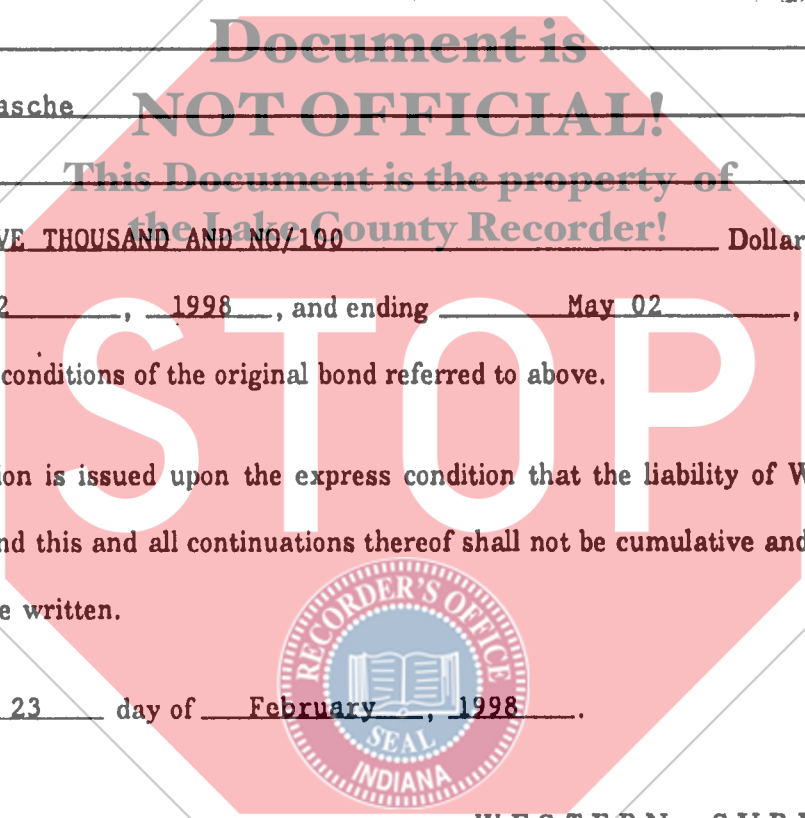 Document is
asche
NOT OFFICIAL!
This Document is the property of
the Lake County Recorder!
VE THOUSAND AND NO/100 Dollar
2, 1998, and ending May 02,
STOP
conditions of the original bond referred to above.
ion is issued upon the express condition that the liability of W
nd this and all continuations thereof shall not be cumulative and
e written.
RECORDER'S OFFICE
23 day of February, 1998.
SEAL
INDIANA